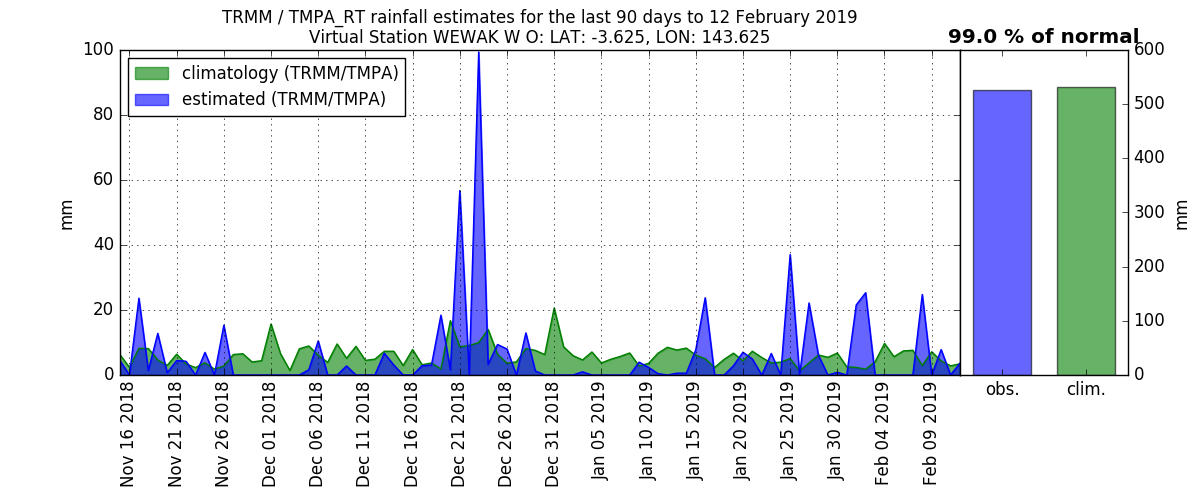 TRMM / TMPA_RT rainfall estimates for the last 90 days to 12 February 2019
Virtual Station WEWAK W O: LAT: -3.625, LON: 143.625
99.0 % of normal
climatology (TRMM/TMPA)
estimated (TRMM/TMPA)
100
80
60
40
20
0
mm
600
500
400
300
200
100
0
mm
Nov 16 2018
Nov 21 2018
Nov 26 2018
Dec 01 2018
Dec 06 2018
Dec 11 2018
Dec 16 2018
Dec 21 2018
Dec 26 2018
Dec 31 2018
Jan 05 2019
Jan 10 2019
Jan 15 2019
Jan 20 2019
Jan 25 2019
Jan 30 2019
Feb 04 2019
Feb 09 2019
obs.
clim.